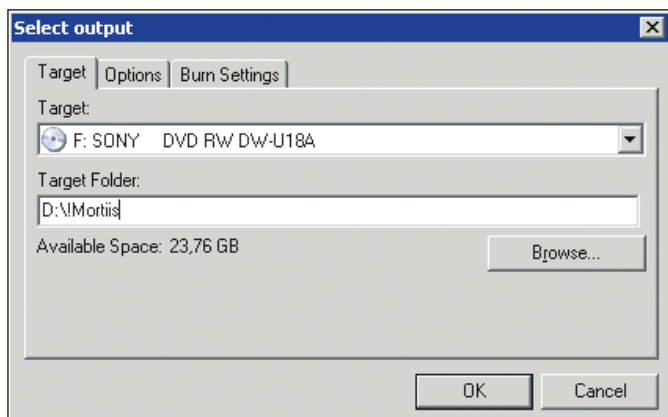 Select output
Target Options Burn Settings
Target:
F: SONY DVD RW DW-U18A
Target Folder:
D:\!Mortiis
Available Space: 23,76 GB
Browse...
OK Cancel